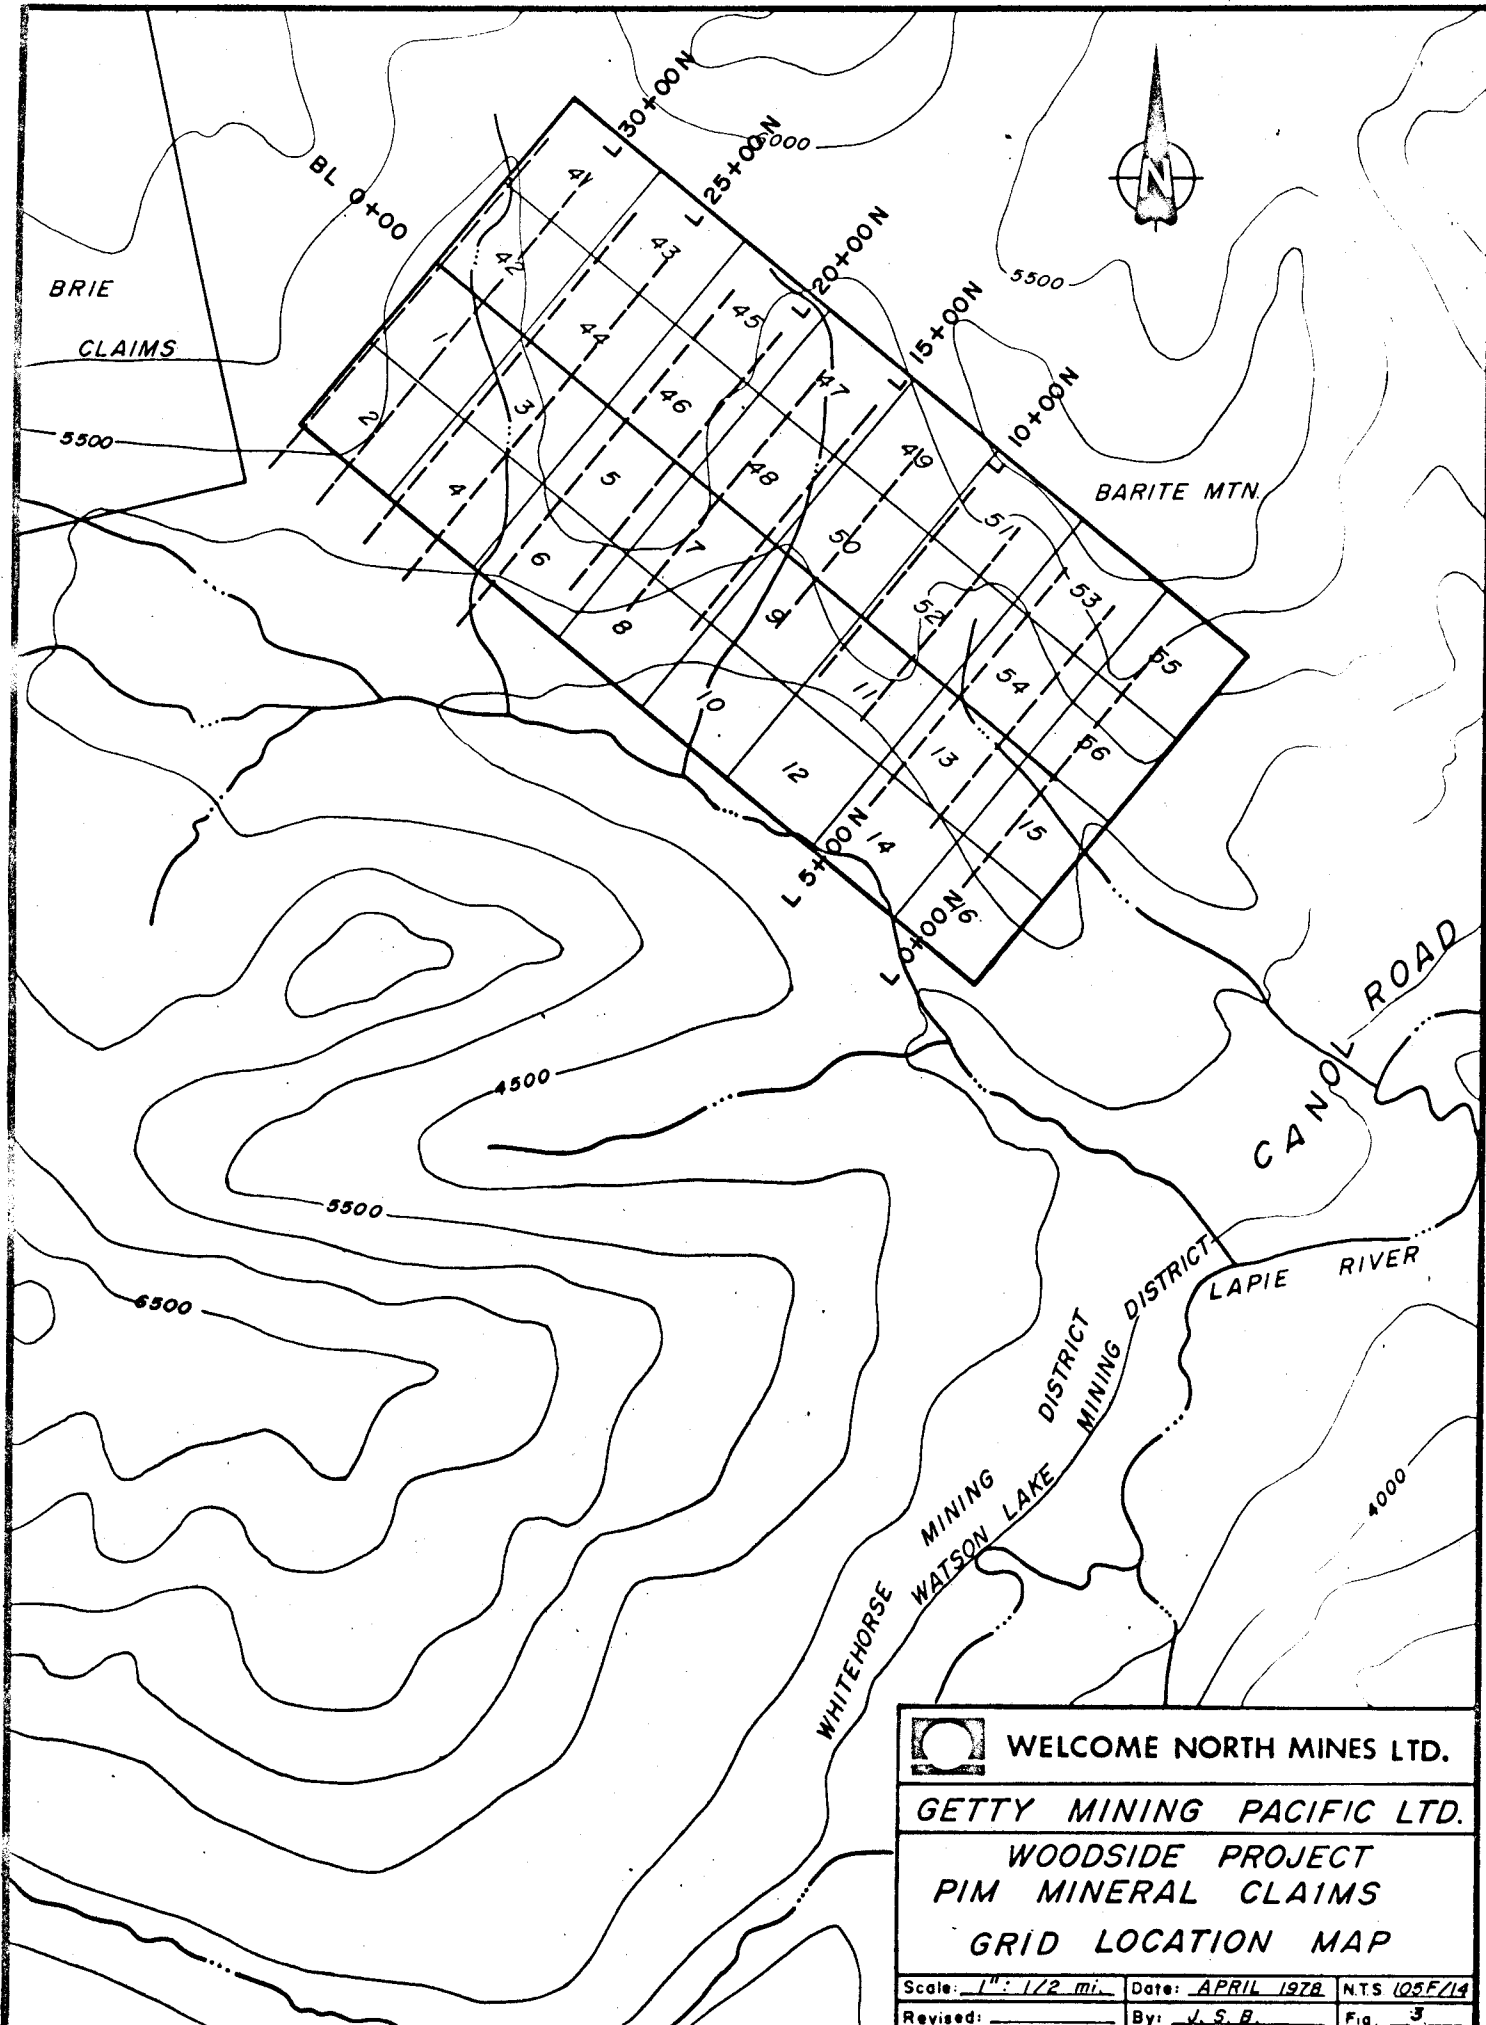 L 30+00N
L 25+00N
6000
BL 0+00
L 20+00N
N
BRIE
CLAIMS
5500
5500
L 15+00N
L 10+00N
BARITE MTN.
41
42
43
1
44
45
2
3
46
47
4
5
48
49
6
7
50
51
8
9
52
53
10
11
54
55
12
13
56
14
15
16
L 5+00N
L 0+00N
CANOL ROAD
4500
5500
6500
LAPIE RIVER
WHITEHORSE MINING DISTRICT
WATSON LAKE MINING DISTRICT
4000
WELCOME NORTH MINES LTD.
GETTY MINING PACIFIC LTD.
WOODSIDE PROJECT
PIM MINERAL CLAIMS
GRID LOCATION MAP
Scale: 1": 1/2 mi. Date: APRIL 1978 N.T.S 105F/14
Revised: By: J. S. B. Fig. 3